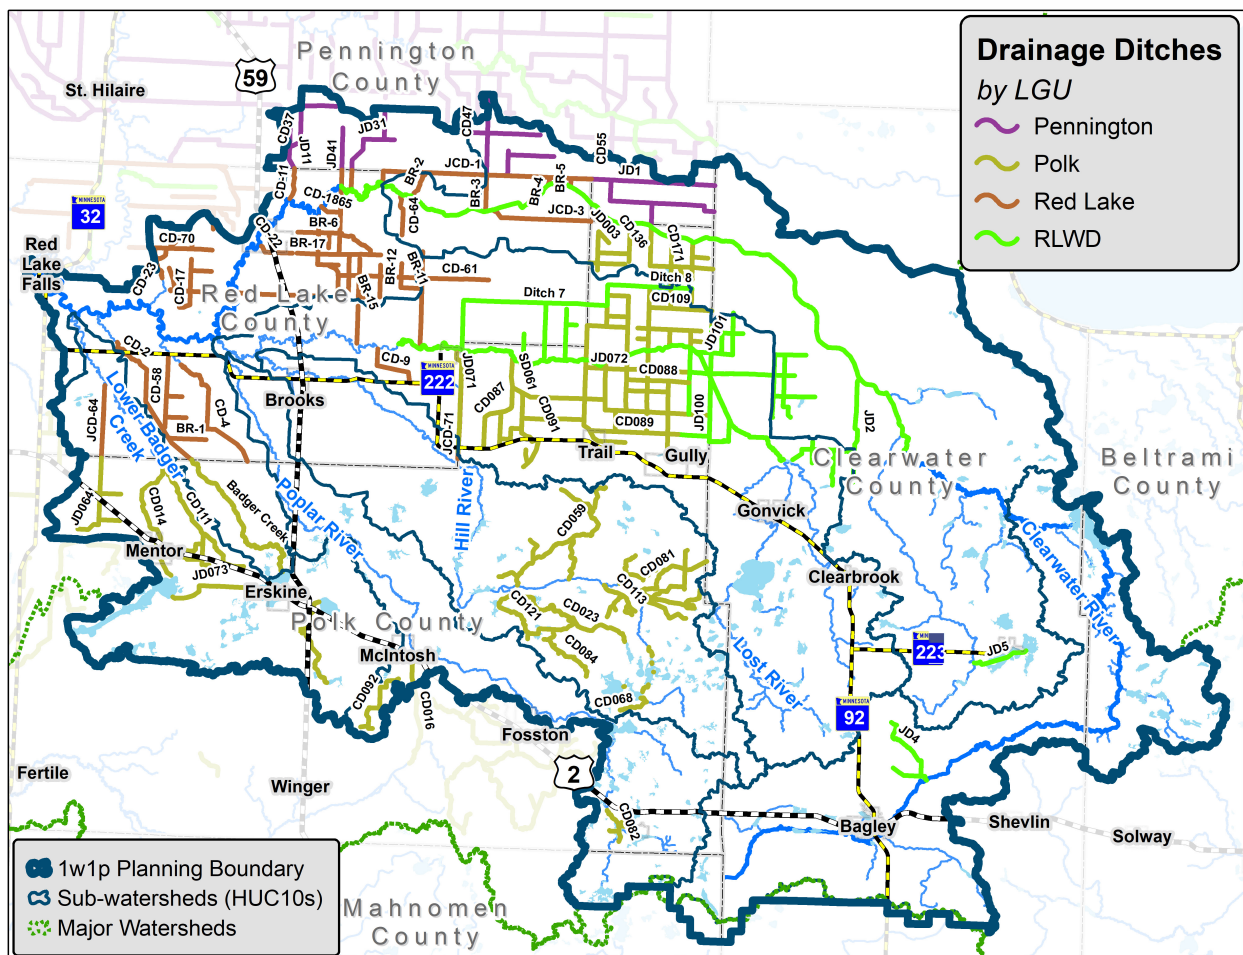 Pennington
County
59
St. Hilaire
Drainage Ditches
by LGU
Pennington
Polk
Red Lake
RLWD
CD37
JD11
JD41
JD31
CD47
CD55
BR-2
JCD-1
BR-3
BR-4
BR-5
JD1
CD-11
CD-1865
CD-64
JCD-3
JD003
CD136
CD171
MINNESOTA
32
Red
Lake
Falls
CD-70
CD-22
BR-6
BR-17
BR-12
BR-11
CD-61
CD-23
CD-17
BR-15
Ditch 8
CD109
Ditch 7
JD101
Red Lake
County
CD-2
CD-9
MINNESOTA
222
JD071
SD061
JD072
CD088
CD-58
CD-4
Brooks
CD087
CD091
CD089
JD100
JD2
JCD-64
Lower Badger
Creek
BR-1
JCD-71
Trail
Gully
Clearwater
County
Beltrami
County
JD064
CD014
CD111
Badger Creek
Poplar River
Hill River
CD059
Gonvick
Clearwater River
Mentor
JD073
Erskine
CD081
CD113
Clearbrook
CD121
CD023
Polk County
McIntosh
CD084
Lost River
223
JD5
CD092
CD016
CD068
MINNESOTA
92
JD4
Fosston
Fertile
Winger
2
CD082
Bagley
Shevlin
Solway
1w1p Planning Boundary
Sub-watersheds (HUC10s)
Major Watersheds
Mahnomen
County